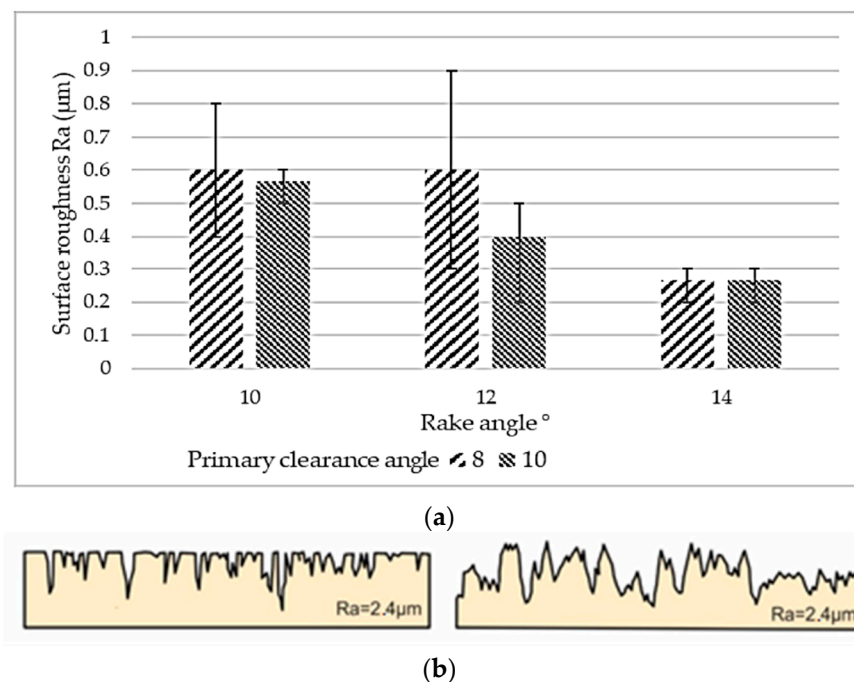 1
0.9
0.8
0.7
0.6
0.5
0.4
0.3
0.2
0.1
0
Surface roughness Ra (µm)
10 12 14
Rake angle °
Primary clearance angle 8 10
(a)
Ra=2.4µm Ra=2.4µm
(b)